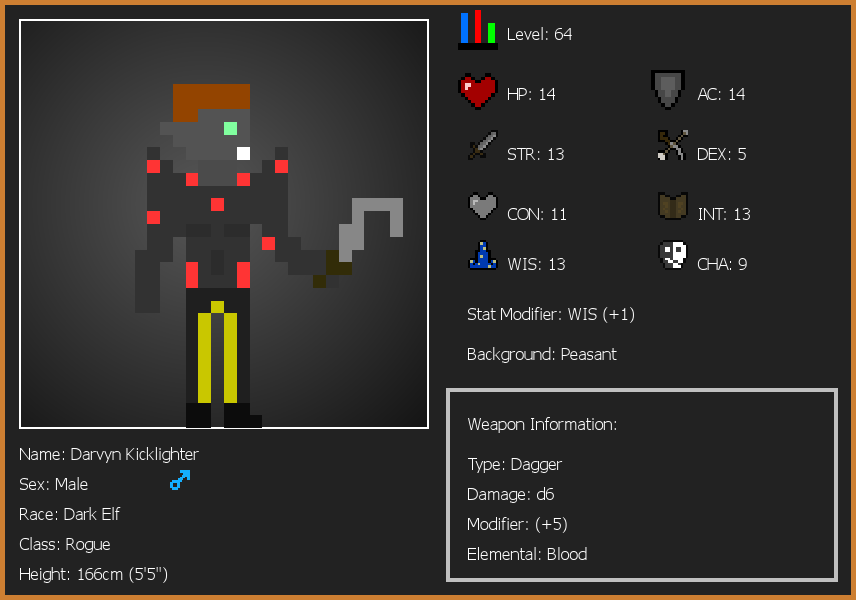 Level: 64
HP: 14
AC: 14
STR: 13
DEX: 5
CON: 11
INT: 13
WIS: 13
CHA: 9
Stat Modifier: WIS (+1)
Background: Peasant
Weapon Information:
Type: Dagger
Damage: d6
Modifier: (+5)
Elemental: Blood
Name: Darvyn Kicklighter
Sex: Male
Race: Dark Elf
Class: Rogue
Height: 166cm (5'5")